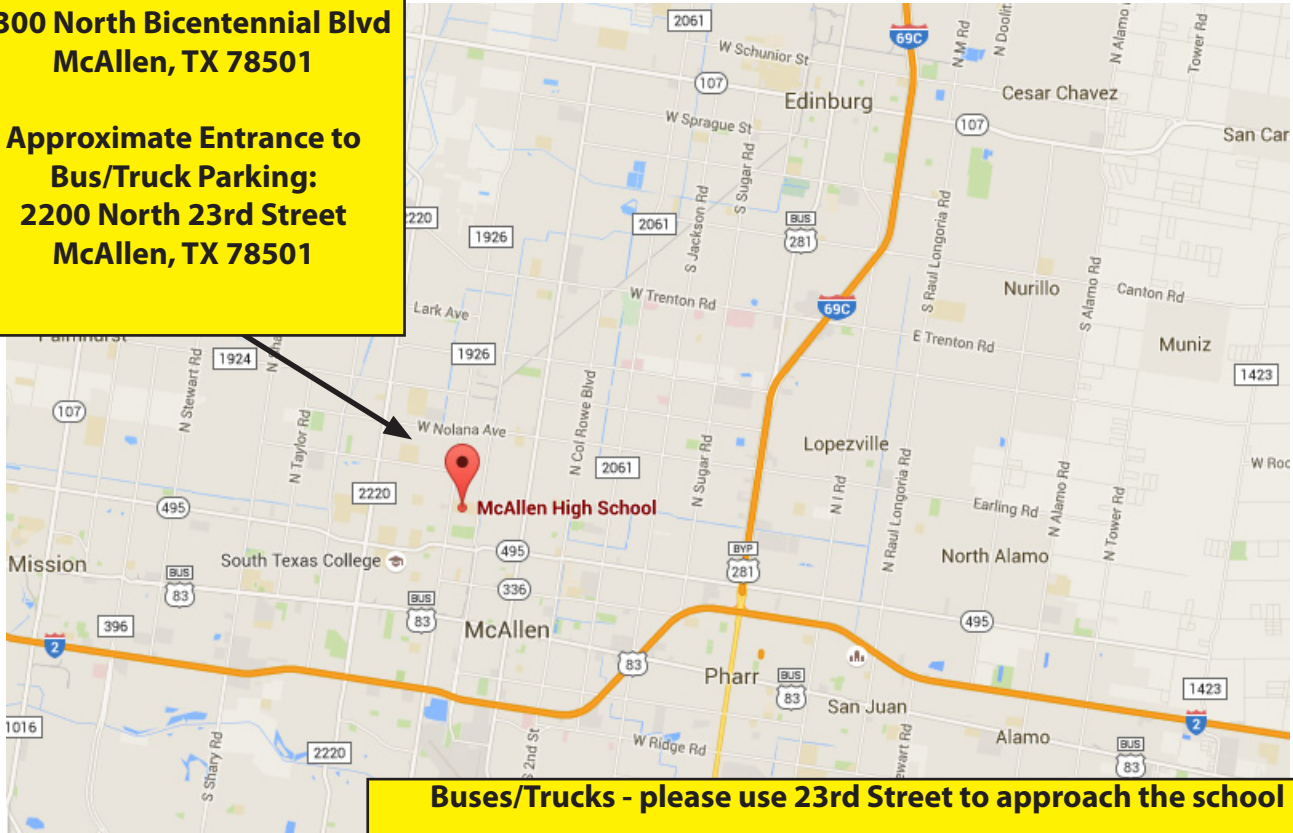 300 North Bicentennial Blvd
McAllen, TX 78501
Approximate Entrance to
Bus/Truck Parking:
2200 North 23rd Street
McAllen, TX 78501
2061
69C
N M Rd
N Doolit
N Alamo
Tower Rd
W Schunior St
107
Edinburg
Cesar Chavez
W Sprague St
107
San Car
S Sugar Rd
2220
1926
2061
S Jackson Rd
BUS
281
S Raul Longoria Rd
Nurillo
Canton Rd
S Alamo Rd
W Trenton Rd
69C
Lark Ave
E Trenton Rd
Muniz
Palmhurst
1924
1926
1423
N Stewart Rd
107
N Taylor Rd
W Nolana Ave
N Col Rowe Blvd
Lopezville
N Sugar Rd
2061
W Roo
2220
McAllen High School
N I Rd
N Raul Longoria Rd
Earling Rd
N Alamo Rd
N Tower Rd
495
South Texas College
495
BYP
281
North Alamo
Mission
BUS
83
336
BUS
83
McAllen
495
396
2
83
Pharr
BUS
83
San Juan
1423
2
1016
Alamo
BUS
83
S Shary Rd
2220
S 2nd St
W Ridge Rd
ewart Rd
Buses/Trucks - please use 23rd Street to approach the school